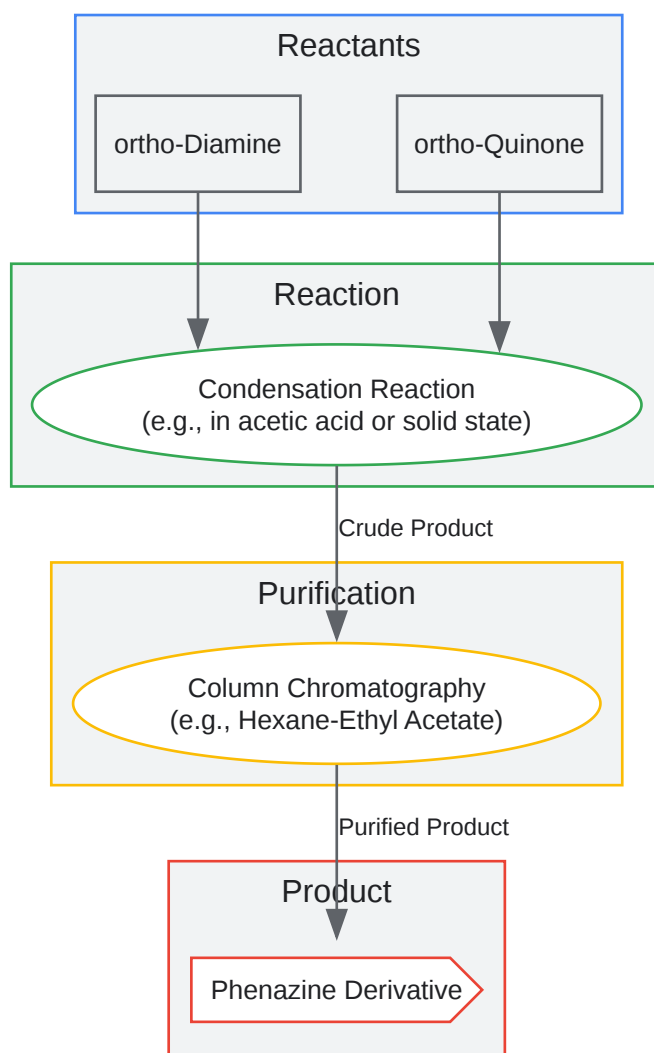 Reactants
ortho-Diamine
ortho-Quinone
Reaction
Condensation Reaction
(e.g., in acetic acid or solid state)
Crude Product
Purification
Column Chromatography
(e.g., Hexane-Ethyl Acetate)
Purified Product
Product
Phenazine Derivative